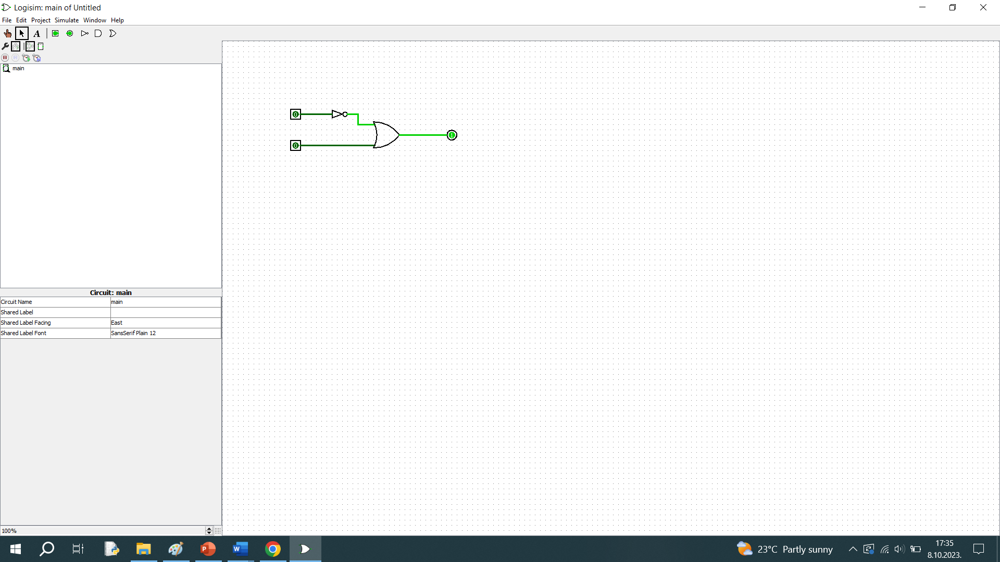 Logisim: main of Untitled
File Edit Project Simulate Window Help
A
main
0
0
1
Circuit: main
Circuit Name main
Shared Label
Shared Label Facing East
Shared Label Font SansSerif Plain 12
100%
23°C Partly sunny
17:35
8.10.2023.